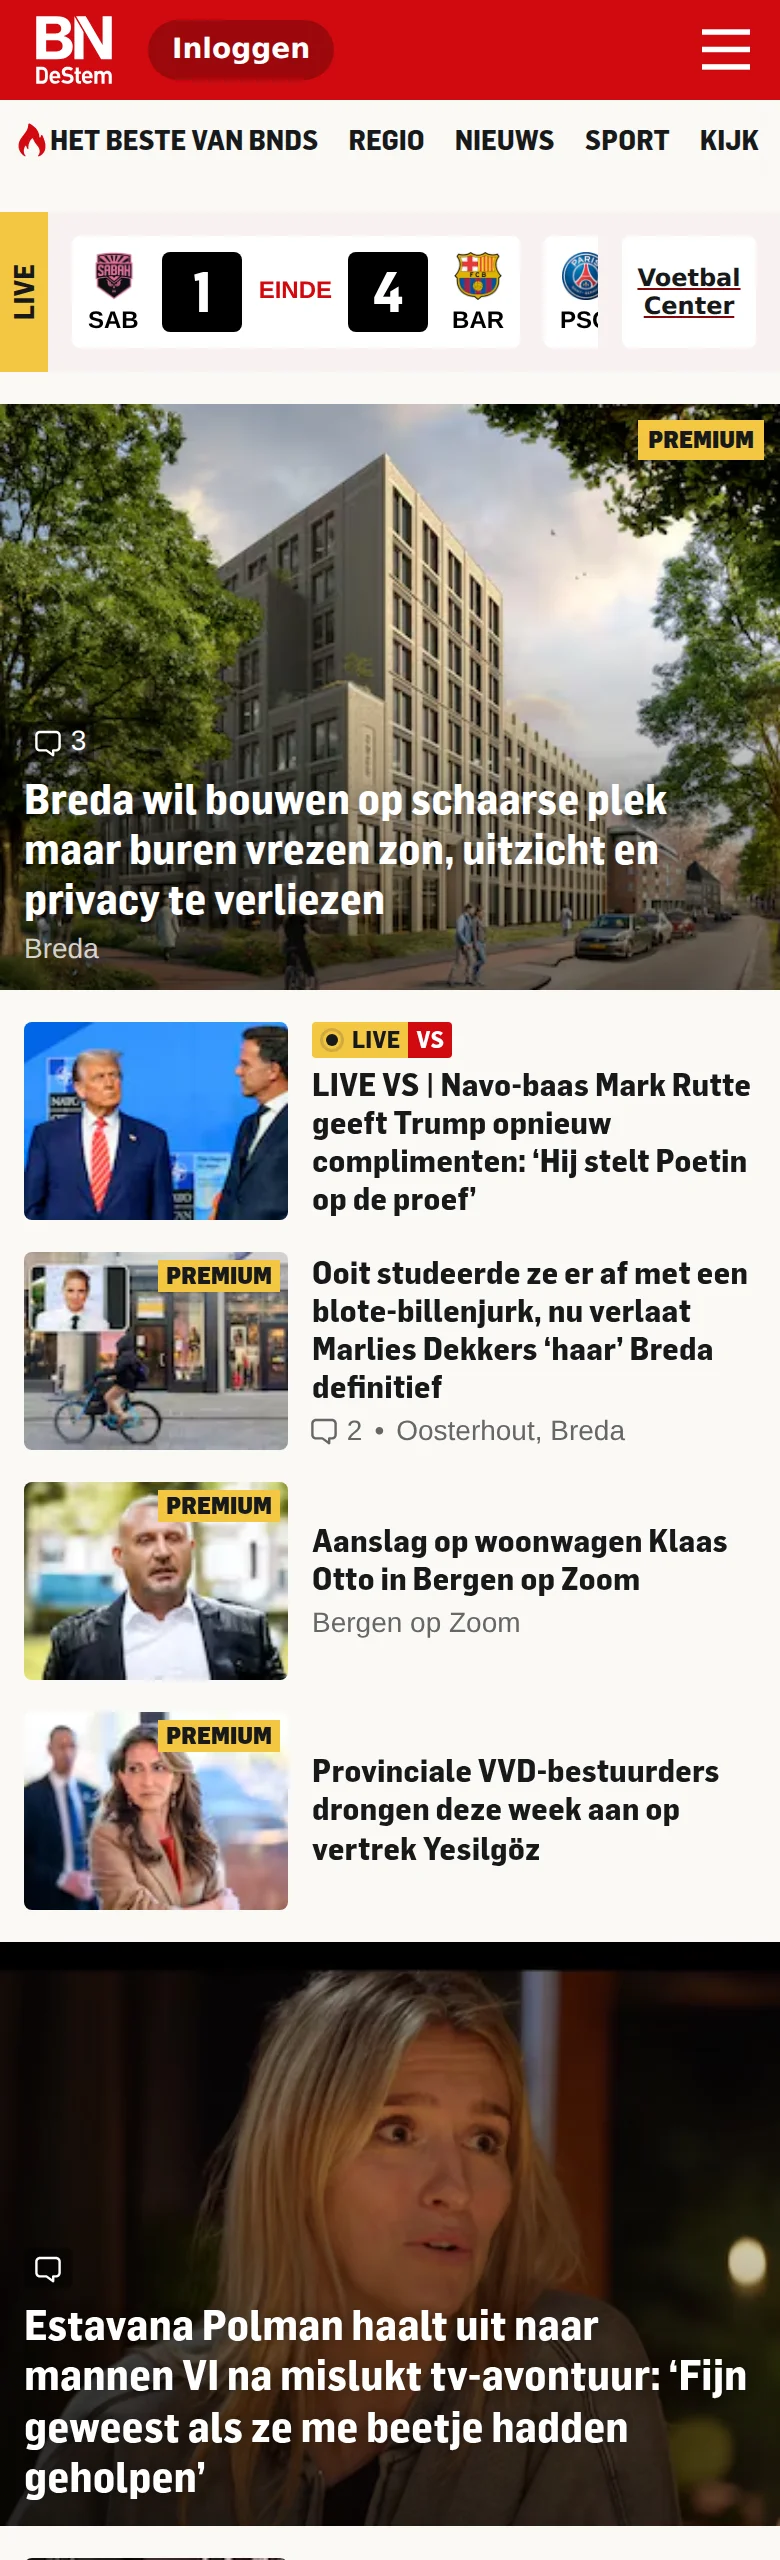 BN
DeStem
Inloggen
HET BESTE VAN BNDS REGIO NIEUWS SPORT KIJK
LIVE
SABAH
SAB
1
EINDE
4
FCB
BAR
PARIS
PSG
Voetbal
Center
PREMIUM
3
Breda wil bouwen op schaarse plek
maar buren vrezen zon, uitzicht en
privacy te verliezen
Breda
LIVE VS
LIVE VS | Navo-baas Mark Rutte
geeft Trump opnieuw
complimenten: ‘Hij stelt Poetin
op de proef’
PREMIUM
Ooit studeerde ze er af met een
blote-billenjurk, nu verlaat
Marlies Dekkers ‘haar’ Breda
definitief
2 • Oosterhout, Breda
PREMIUM
Aanslag op woonwagen Klaas
Otto in Bergen op Zoom
Bergen op Zoom
PREMIUM
Provinciale VVD-bestuurders
drongen deze week aan op
vertrek Yesilgöz
Estavana Polman haalt uit naar
mannen VI na mislukt tv-avontuur: ‘Fijn
geweest als ze me beetje hadden
geholpen’